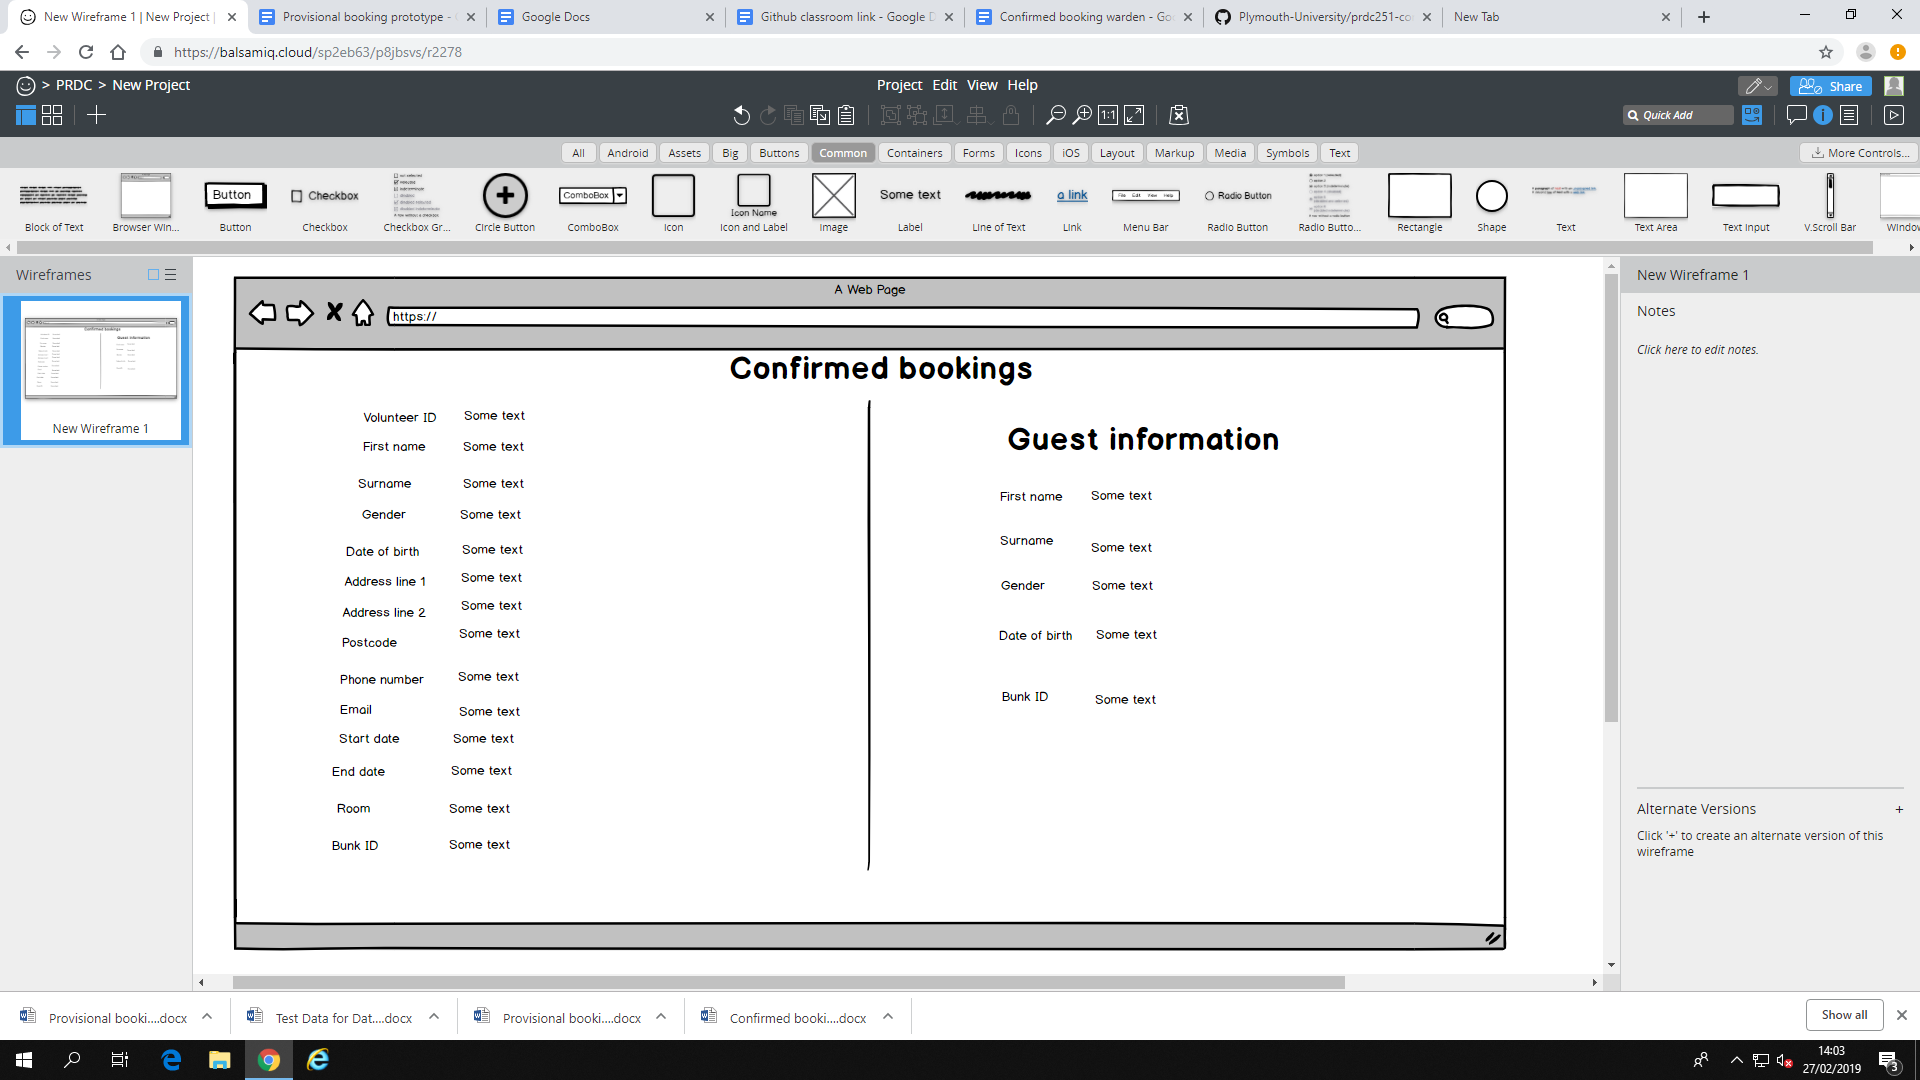 New Wireframe 1 | New Project |
Provisional booking prototype -
Google Docs
Github classroom link - Google D
Confirmed booking warden - Go
Plymouth-University/prdc251-co
New Tab
https://balsamiq.cloud/sp2eb63/p8jbsvs/r2278
> PRDC > New Project
Project Edit View Help
Share
1:1
Quick Add
All Android Assets Big Buttons Common Containers Forms Icons iOS Layout Markup Media Symbols Text
More Controls...
Button
Checkbox
ComboBox
Icon Name
Some text
a link
File Edit View Help
Radio Button
Block of Text
Browser Win...
Button
Checkbox
Checkbox Gr...
Circle Button
ComboBox
Icon
Icon and Label
Image
Label
Line of Text
Link
Menu Bar
Radio Button
Radio Butto...
Rectangle
Shape
Text
Text Area
Text Input
V.Scroll Bar
Window
Wireframes
New Wireframe 1
A Web Page
https://
Confirmed bookings
Volunteer ID Some text
First name Some text
Surname Some text
Gender Some text
Date of birth Some text
Address line 1 Some text
Address line 2 Some text
Postcode Some text
Phone number Some text
Email Some text
Start date Some text
End date Some text
Room Some text
Bunk ID Some text
Guest information
First name Some text
Surname Some text
Gender Some text
Date of birth Some text
Bunk ID Some text
New Wireframe 1
Notes
Click here to edit notes.
Alternate Versions +
Click '+' to create an alternate version of this
wireframe
Provisional booki....docx
Test Data for Dat....docx
Provisional booki....docx
Confirmed booki....docx
Show all
14:03
27/02/2019
3